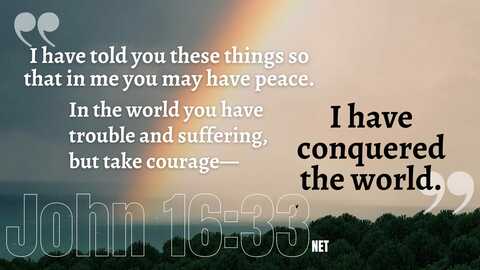 “
I have told you these things so
that in me you may have peace.
In the world you have
trouble and suffering,
but take courage—
I have
conquered
the world.
”
John 16:33
NET